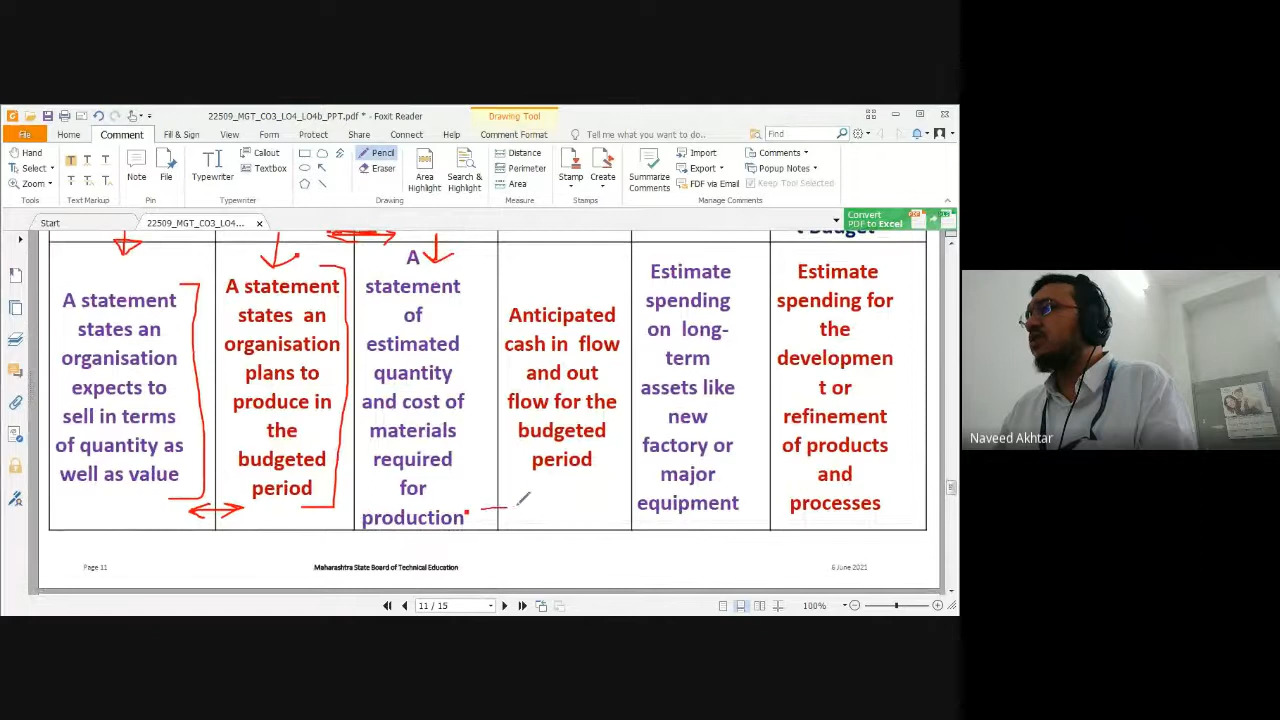 22509_MGT_CO3_LO4_LO4b_PPT.pdf * - Foxit Reader
Drawing Tool
File
Home
Comment
Fill & Sign
View
Form
Protect
Share
Connect
Help
Comment Format
Tell me what you want to do..
Find
Hand
Select
Zoom
Tools
T T T
T T T
Text Markup
Note
File
Pin
Typewriter
Callout
Textbox
Typewriter
Pencil
Eraser
Drawing
Area
Highlight
Search &
Highlight
Distance
Perimeter
Area
Measure
Stamp
Create
Stamps
Summarize
Comments
Import
Export
FDF via Email
Comments
Popup Notes
Keep Tool Selected
Manage Comments
Start
22509_MGT_CO3_LO4...
Convert
PDF to Excel
t Budget
A statement
states an
organisation
expects to
sell in terms
of quantity as
well as value
A statement
states an
organisation
plans to
produce in
the
budgeted
period
A
statement
of
estimated
quantity
and cost of
materials
required
for
production
Anticipated
cash in flow
and out
flow for the
budgeted
period
Estimate
spending
on long-
term
assets like
new
factory or
major
equipment
Estimate
spending for
the
developmen
t or
refinement
of products
and
processes
Page 11
Maharashtra State Board of Technical Education
6 June 2021
11 / 15
100%
Naveed Akhtar